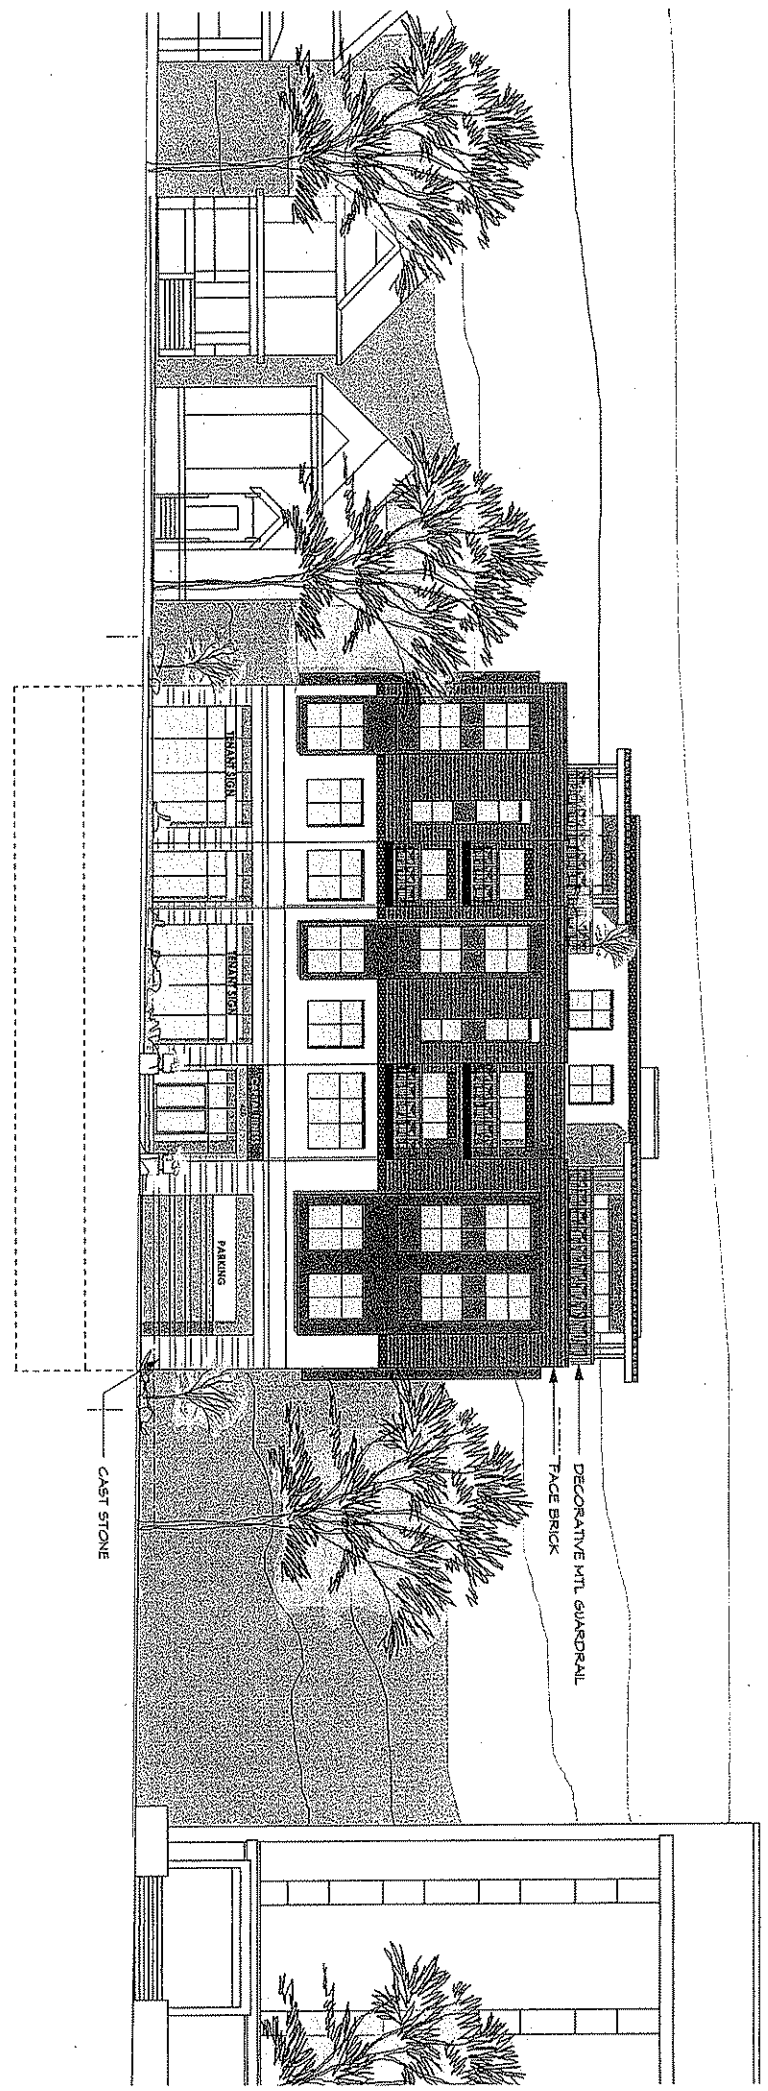 DECORATIVE MTL GUARDRAIL
FACE BRICK
TENANT SIGN
TENANT SIGN
PARKING
CAST STONE